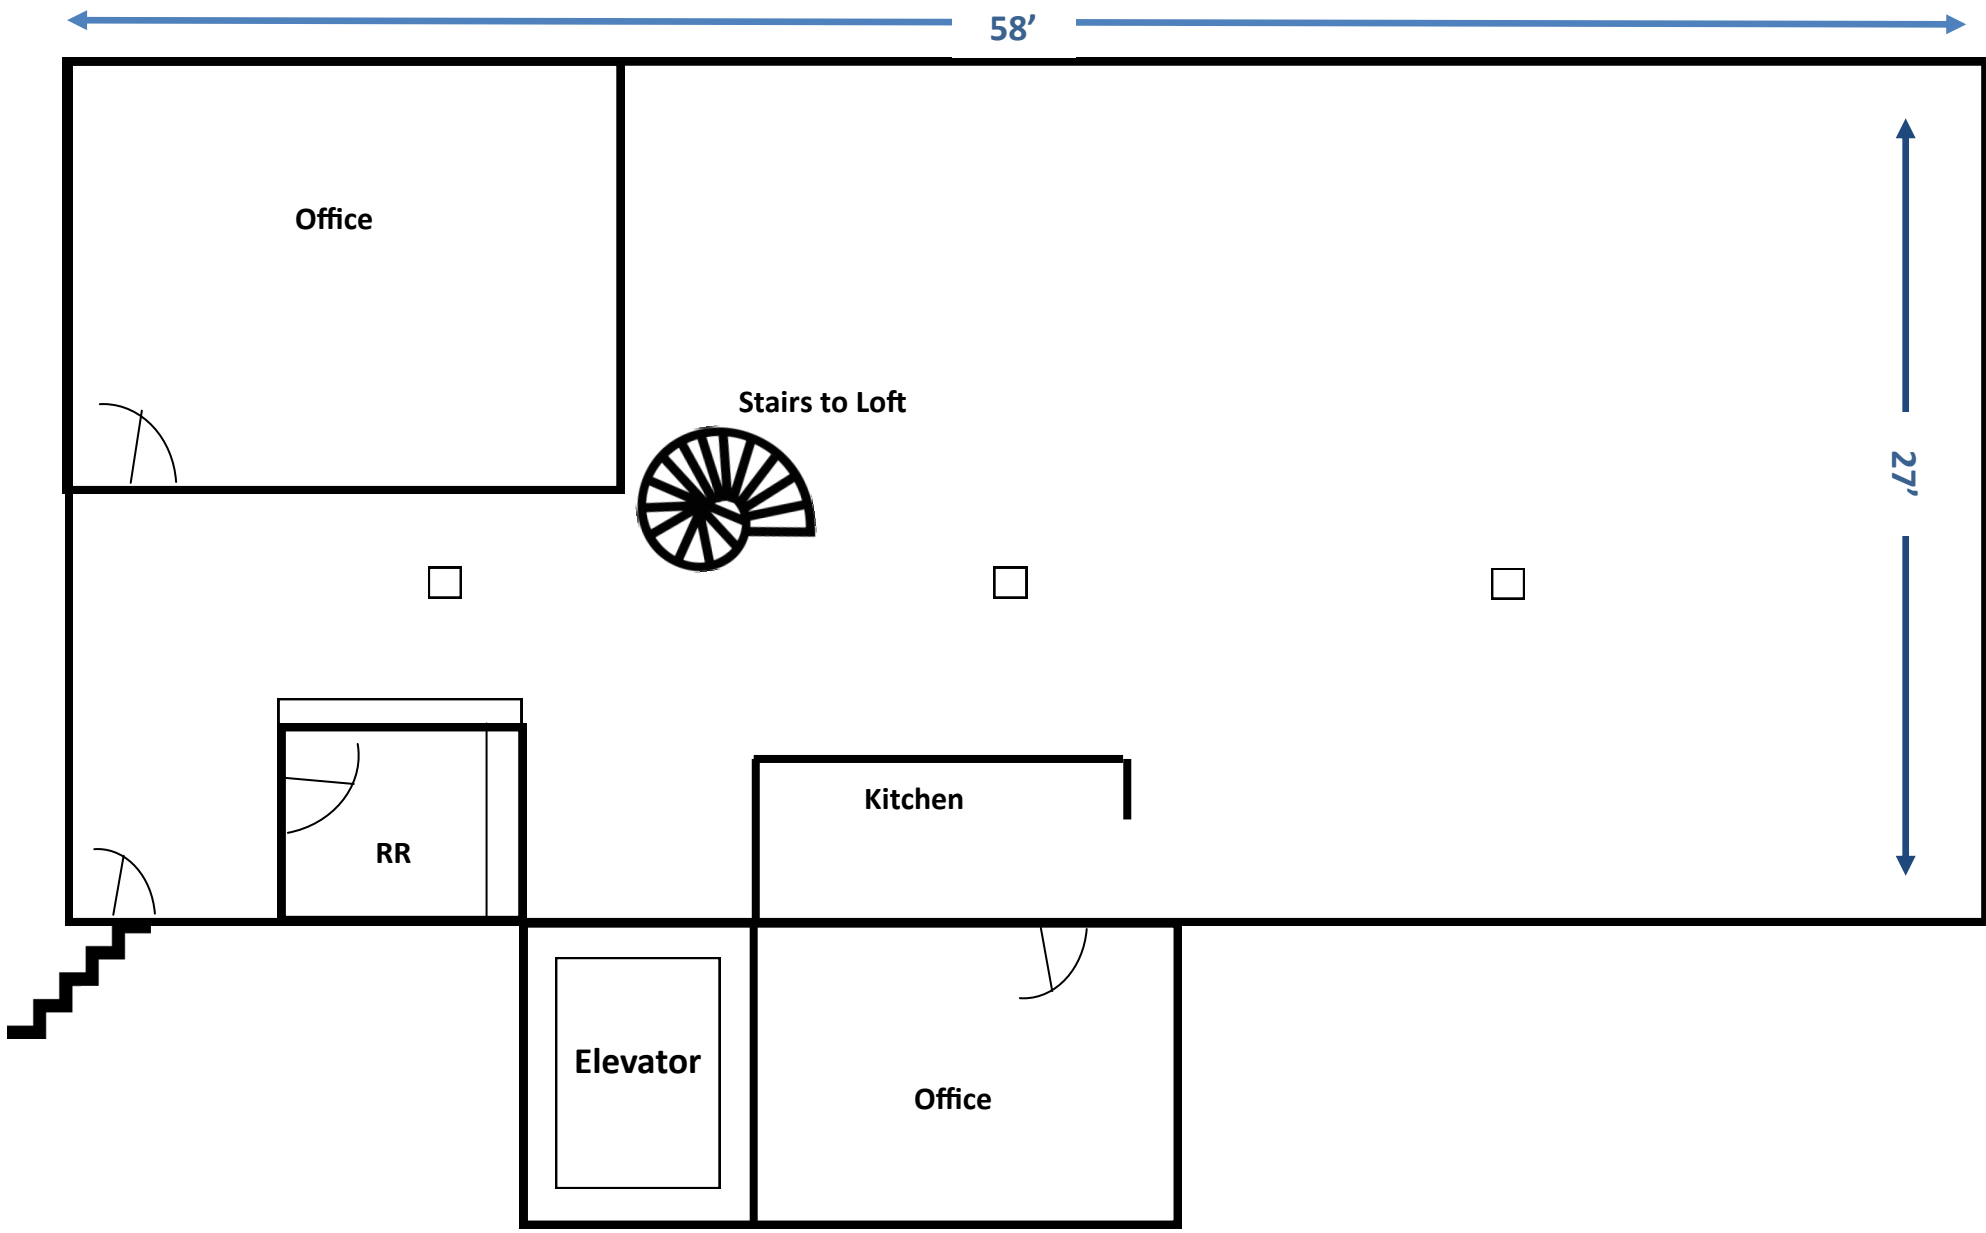 58’
Office
Stairs to Loft
27’
Kitchen
RR
Elevator
Office